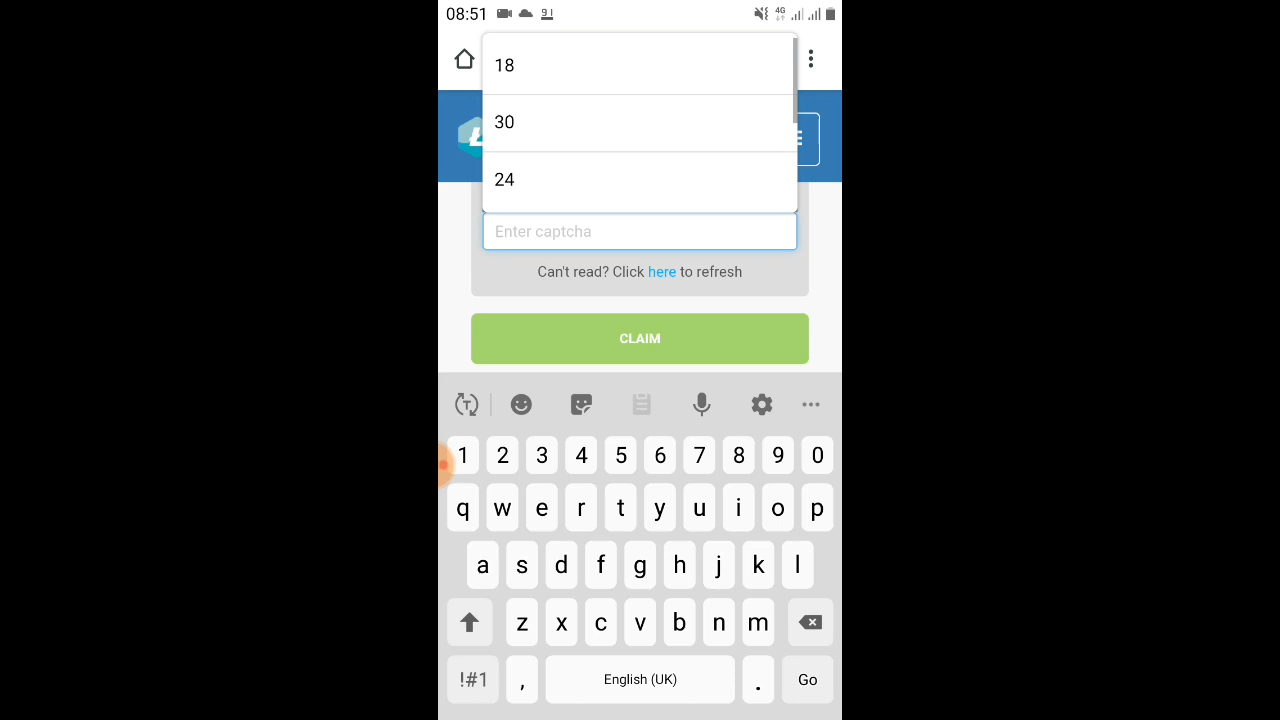 08:51
4G
18
30
24
Enter captcha
Can't read? Click here to refresh
CLAIM
1 2 3 4 5 6 7 8 9 0
q w e r t y u i o p
a s d f g h j k l
z x c v b n m
!#1 , English (UK) . Go